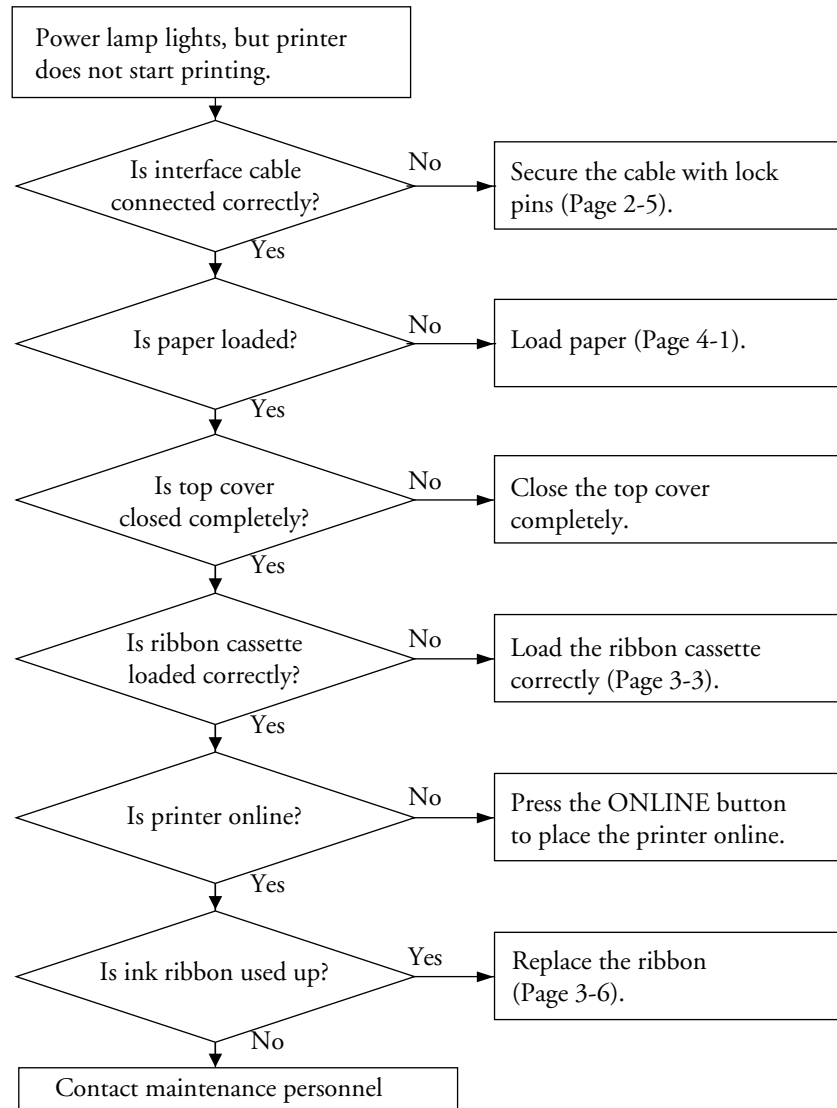 Power lamp lights, but printer
does not start printing.
Is interface cable
connected correctly?
No
Secure the cable with lock
pins (Page 2-5).
Yes
Is paper loaded?
No
Load paper (Page 4-1).
Yes
Is top cover
closed completely?
No
Close the top cover
completely.
Yes
Is ribbon cassette
loaded correctly?
No
Load the ribbon cassette
correctly (Page 3-3).
Yes
Is printer online?
No
Press the ONLINE button
to place the printer online.
Yes
Is ink ribbon used up?
Yes
Replace the ribbon
(Page 3-6).
No
Contact maintenance personnel